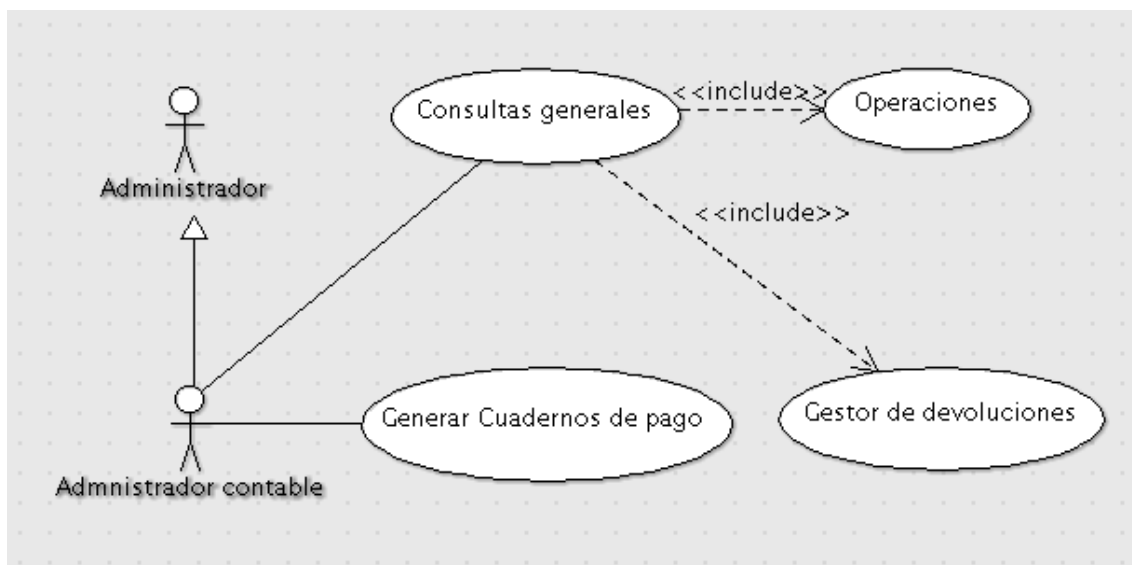 Consultas generales
<<include>>
Operaciones
Administrador
<<include>>
Generar Cuadernos de pago
Gestor de devoluciones
Admnistrador contable